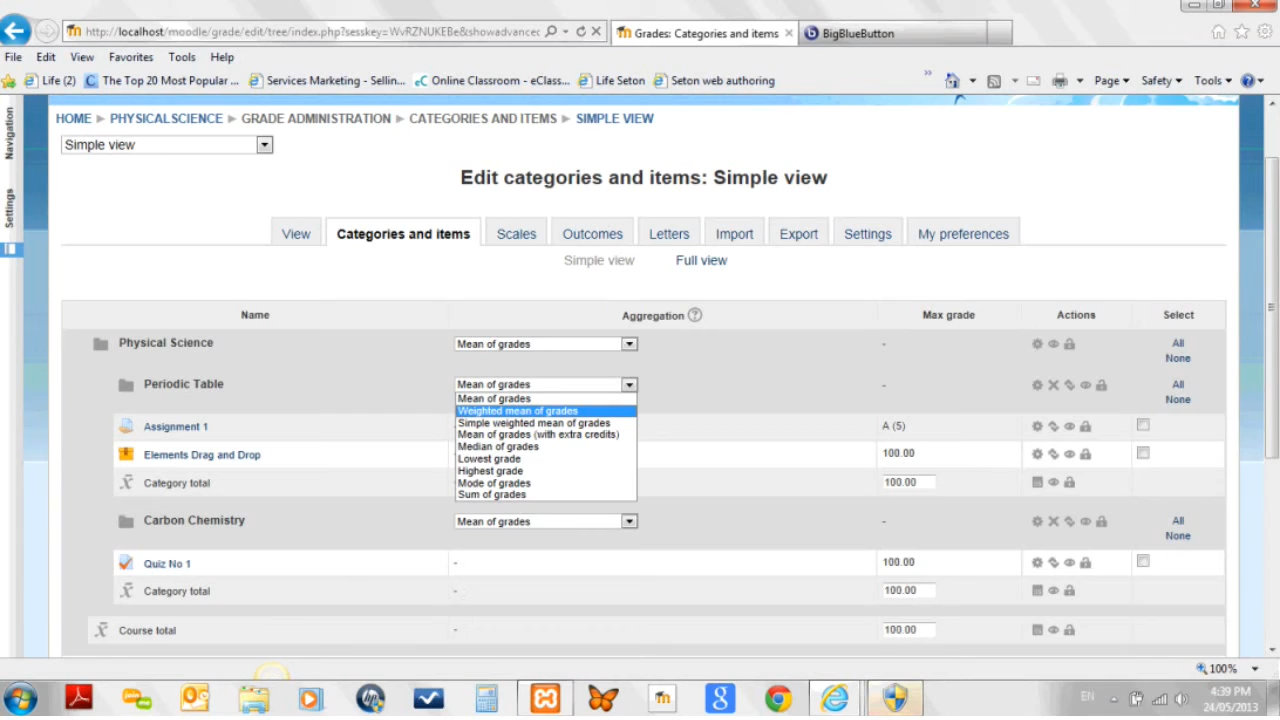 http://localhost/moodle/grade/edit/tree/index.php?sesskey=WvRZNUKEBe&showadvancec
Grades: Categories and items
BigBlueButton
File Edit View Favorites Tools Help
Life (2) The Top 20 Most Popular ... Services Marketing - Sellin... eC Online Classroom - eClass... Life Seton Seton web authoring
Page Safety Tools
Navigation
Settings
HOME ► PHYSICALSCIENCE ► GRADE ADMINISTRATION ► CATEGORIES AND ITEMS ► SIMPLE VIEW
Simple view
Edit categories and items: Simple view
View Categories and items Scales Outcomes Letters Import Export Settings My preferences
Simple view Full view
Name Aggregation Max grade Actions Select
Physical Science Mean of grades - All
None
Periodic Table Mean of grades - All
None
Mean of grades
Weighted mean of grades
Simple weighted mean of grades
Mean of grades (with extra credits)
Median of grades
Lowest grade
Highest grade
Mode of grades
Sum of grades
Assignment 1 A (5)
Elements Drag and Drop 100.00
Category total 100.00
Carbon Chemistry Mean of grades - All
None
Quiz No 1 - 100.00
Category total - 100.00
Course total - 100.00
100%
EN
4:39 PM
24/05/2013